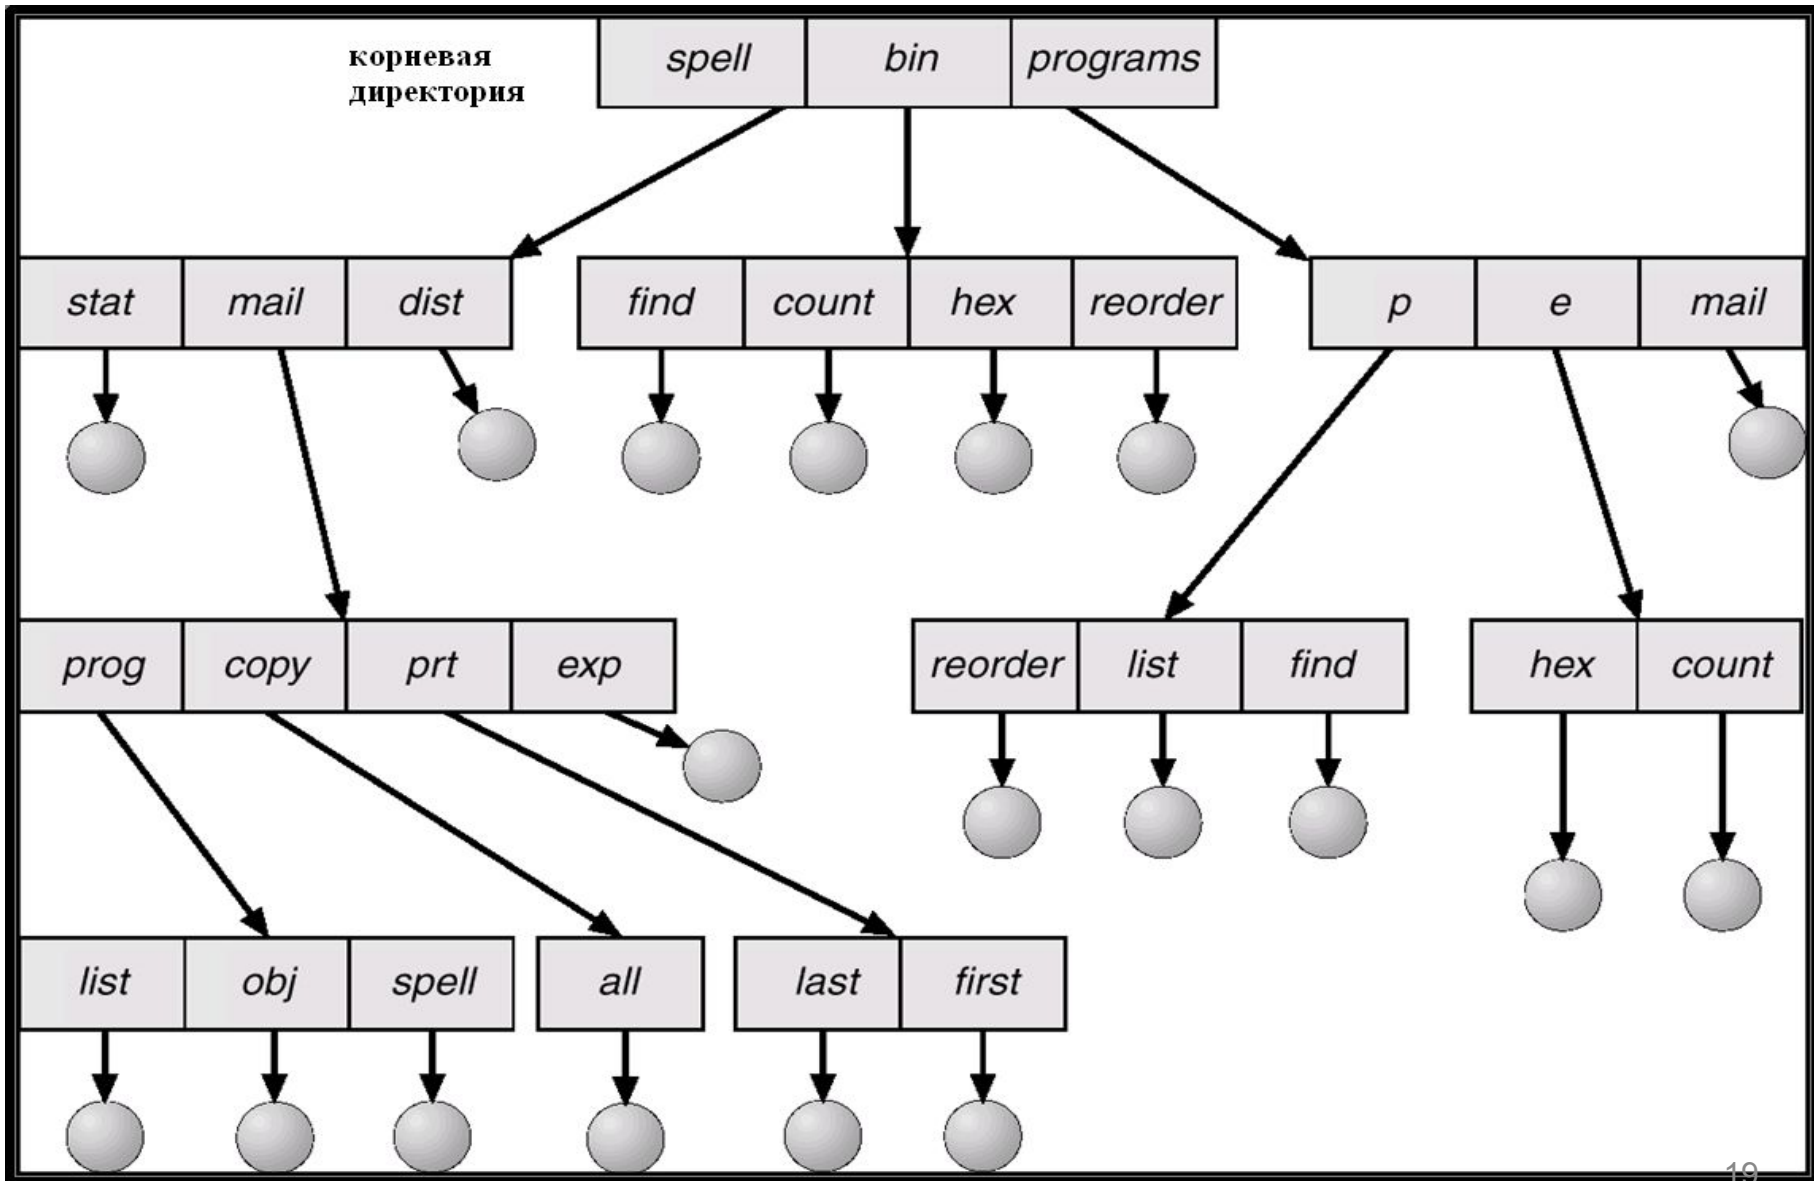 корневая
директория
spell bin programs
stat mail dist find count hex reorder p e mail
prog copy prt exp reorder list find hex count
list obj spell all last first
19